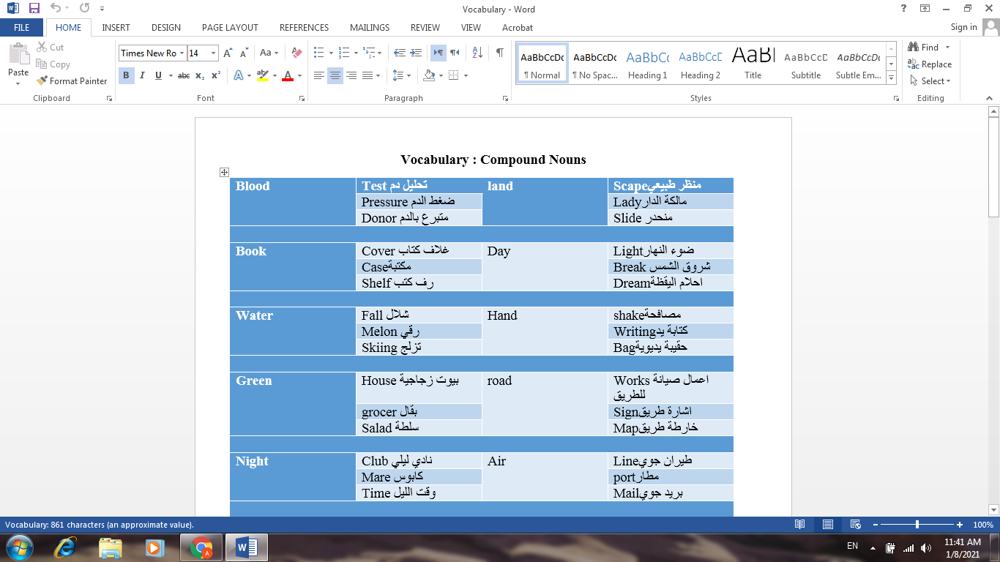 Vocabulary - Word
FILE HOME INSERT DESIGN PAGE LAYOUT REFERENCES MAILINGS REVIEW VIEW Acrobat Sign in
Paste
Cut
Copy
Format Painter
Clipboard
Times New Ro 14
Font
Paragraph
AaBbCcDc AaBbCcDc AaBbCc AaBbCcD AaBl AaBbCcD AaBbCcDc
¶ Normal ¶ No Spac... Heading 1 Heading 2 Title Subtitle Subtle Em...
Styles
Find
Replace
Select
Editing
Vocabulary : Compound Nouns
Blood Test تحليل دم land Scapeمنظر طبيعي
Pressure ضغط الدم Ladyمالكة الدار
Donor متبرع بالدم Slide منحدر
Book Cover غلاف كتاب Day Lightضوء النهار
Caseمكتبة Break شروق الشمس
Shelf رف كتب Dreamاحلام اليقظة
Water Fall شلال Hand shakeمصافحة
Melon رقي Writingكتابة يد
Skiing تزلج Bagحقيبة يديوية
Green House بيوت زجاجية road Works اعمال صيانة
للطريق
grocer بقال Signاشارة طريق
Salad سلطة Mapخارطة طريق
Night Club نادي ليلي Air Lineطيران جوي
Mare كابوس portمطار
Time وقت الليل Mailبريد جوي
Vocabulary: 861 characters (an approximate value). 100%
EN 11:41 AM
1/8/2021